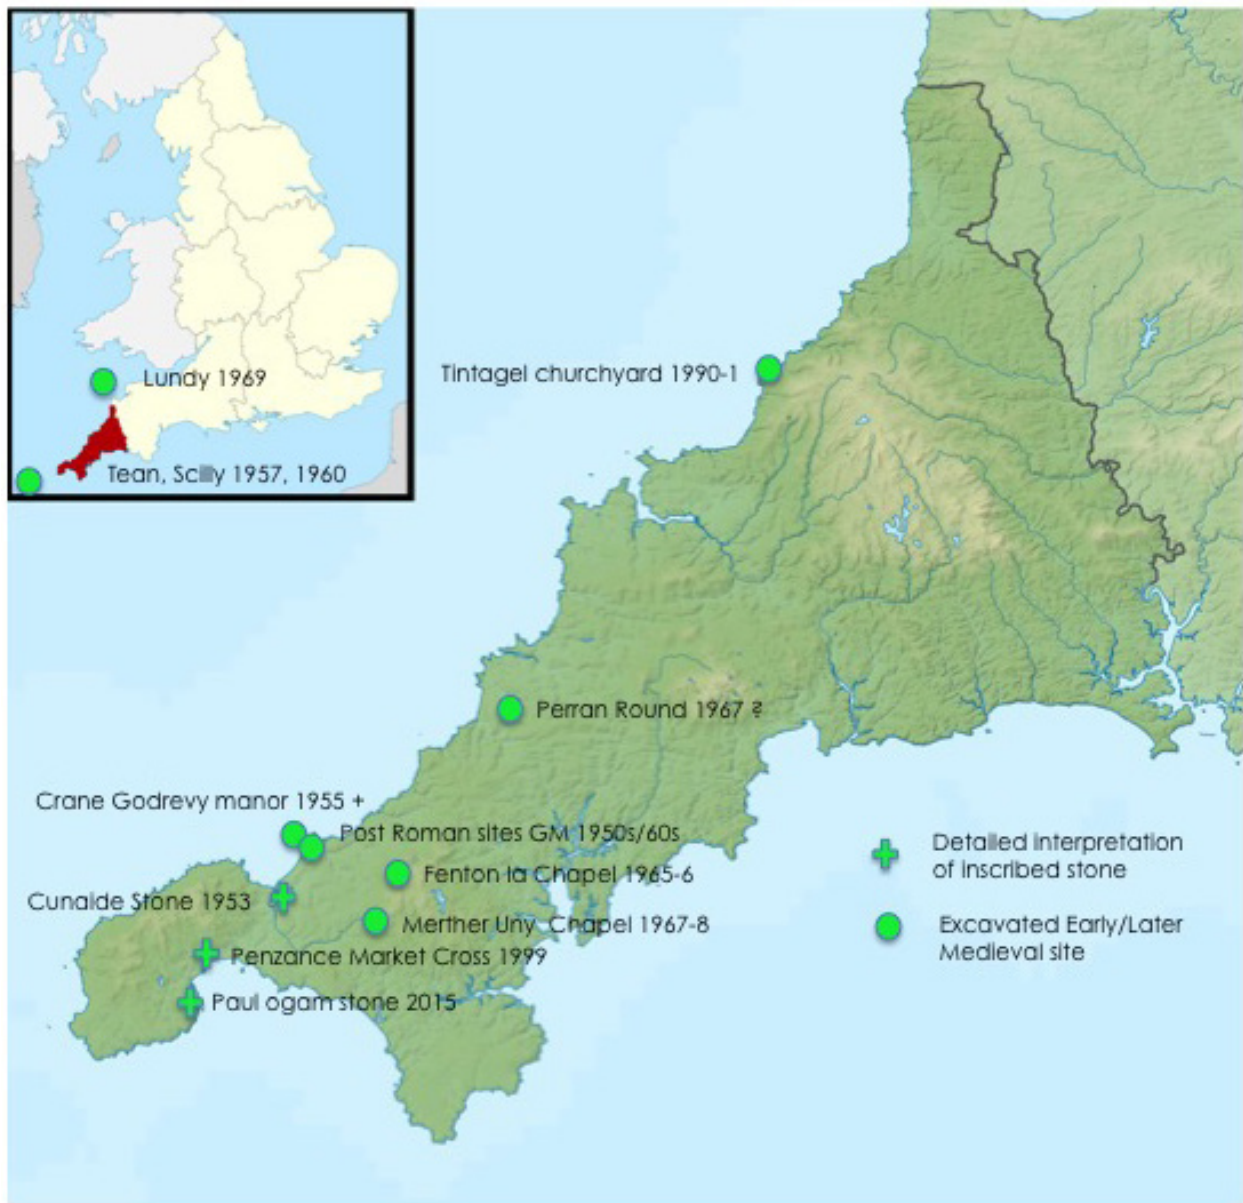 Lundy 1969
Tean, Scilly 1957, 1960
Tintagel churchyard 1990-1
Perran Round 1967 ?
Crane Godrevy manor 1955 +
Post Roman sites GM 1950s/60s
Fenton Ia Chapel 1965-6
Cunaide Stone 1953
Merther Uny Chapel 1967-8
Penzance Market Cross 1999
Paul ogam stone 2015
Detailed interpretation
of inscribed stone
Excavated Early/Later
Medieval site